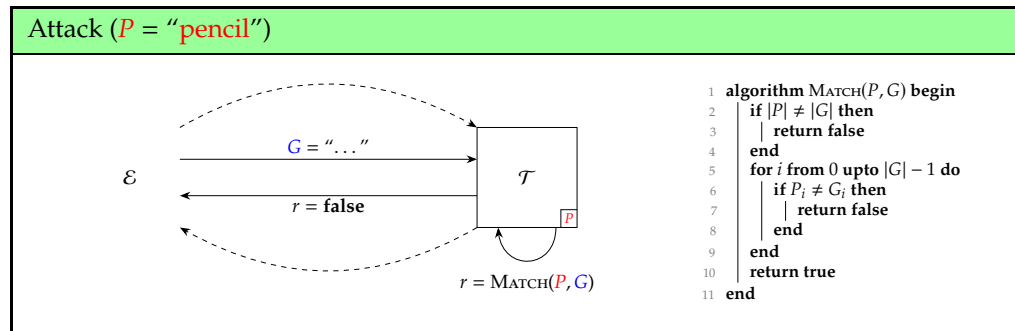 Attack (P = “pencil”)
G = “. . . ”
ℰ
𝒯
r = false
P
r = Match(P, G)
1 algorithm Match(P, G) begin
2 if |P| ≠ |G| then
3 return false
4 end
5 for i from 0 upto |G| − 1 do
6 if Pᵢ ≠ Gᵢ then
7 return false
8 end
9 end
10 return true
11 end